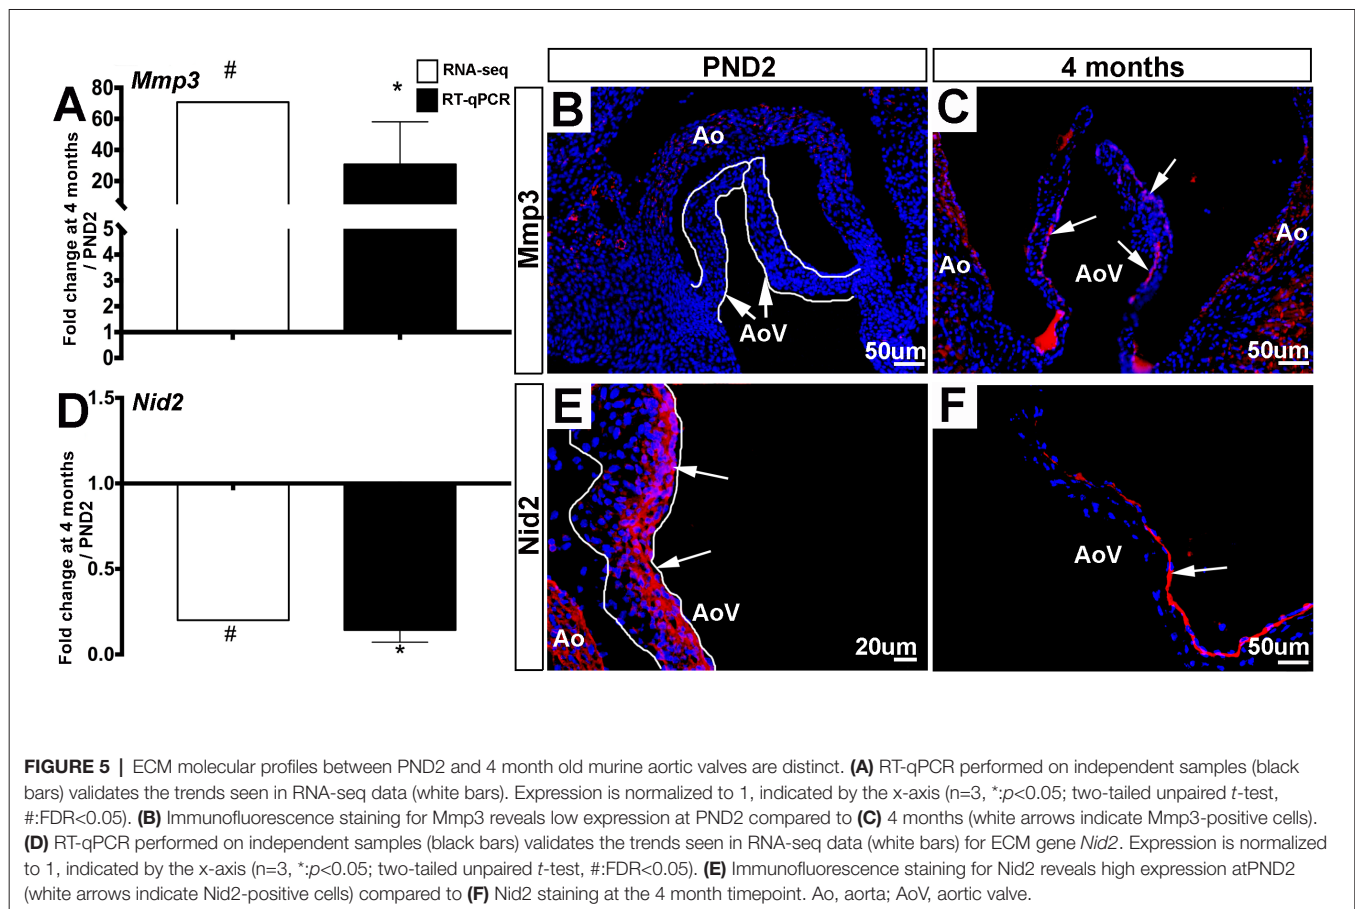 A
Mmp3
#
*
RNA-seq
RT-qPCR
80
60
40
20
5
4
3
2
1
0
Fold change at 4 months
/ PND2
PND2
4 months
Mmp3
B
Ao
AoV
50um
C
Ao
AoV
Ao
50um
D
Nid2
1.5
1.0
0.5
0.0
Fold change at 4 months
/ PND2
#
*
Nid2
E
Ao
AoV
20um
F
AoV
50um
FIGURE 5 | ECM molecular profiles between PND2 and 4 month old murine aortic valves are distinct. (A) RT-qPCR performed on independent samples (black
bars) validates the trends seen in RNA-seq data (white bars). Expression is normalized to 1, indicated by the x-axis (n=3, *:p<0.05; two-tailed unpaired t-test,
#:FDR<0.05). (B) Immunofluorescence staining for Mmp3 reveals low expression at PND2 compared to (C) 4 months (white arrows indicate Mmp3-positive cells).
(D) RT-qPCR performed on independent samples (black bars) validates the trends seen in RNA-seq data (white bars) for ECM gene Nid2. Expression is normalized
to 1, indicated by the x-axis (n=3, *:p<0.05; two-tailed unpaired t-test, #:FDR<0.05). (E) Immunofluorescence staining for Nid2 reveals high expression atPND2
(white arrows indicate Nid2-positive cells) compared to (F) Nid2 staining at the 4 month timepoint. Ao, aorta; AoV, aortic valve.